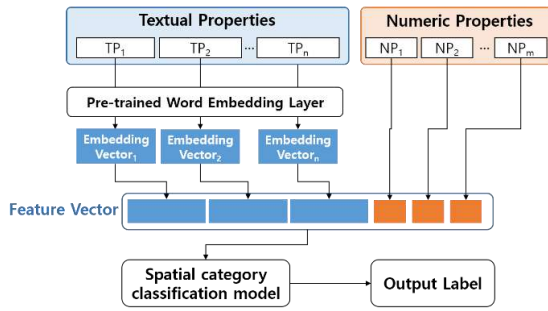 Textual Properties
Numeric Properties
TP1 TP2 ... TPn
NP1 NP2 ... NPm
Pre-trained Word Embedding Layer
Embedding Vector1
Embedding Vector2
Embedding Vectorn
Feature Vector
Spatial category
classification model
Output Label